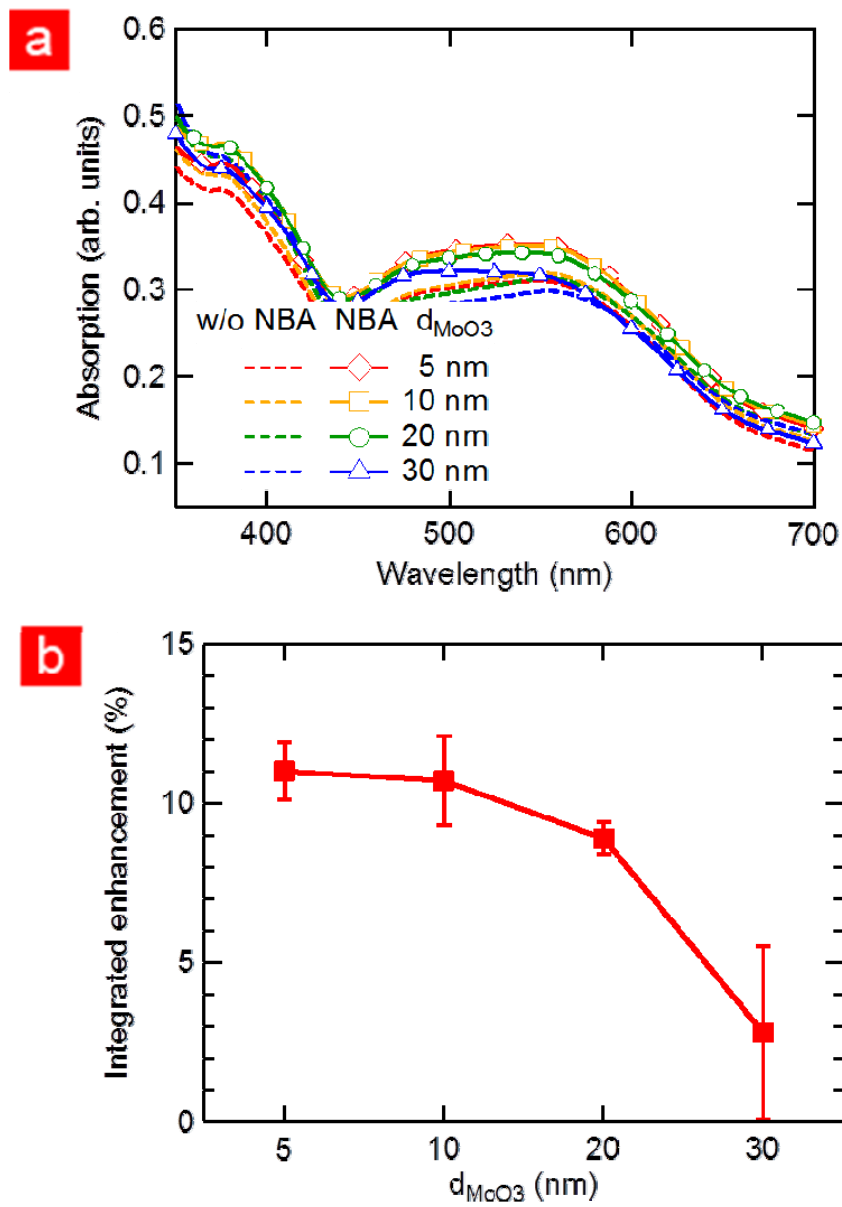 a
0.6
0.5
0.4
0.3
0.2
0.1
Absorption (arb. units)
w/o NBA NBA dMoO3
5 nm
10 nm
20 nm
30 nm
400 500 600 700
Wavelength (nm)
b
15
10
5
0
Integrated enhancement (%)
5 10 20 30
dMoO3 (nm)